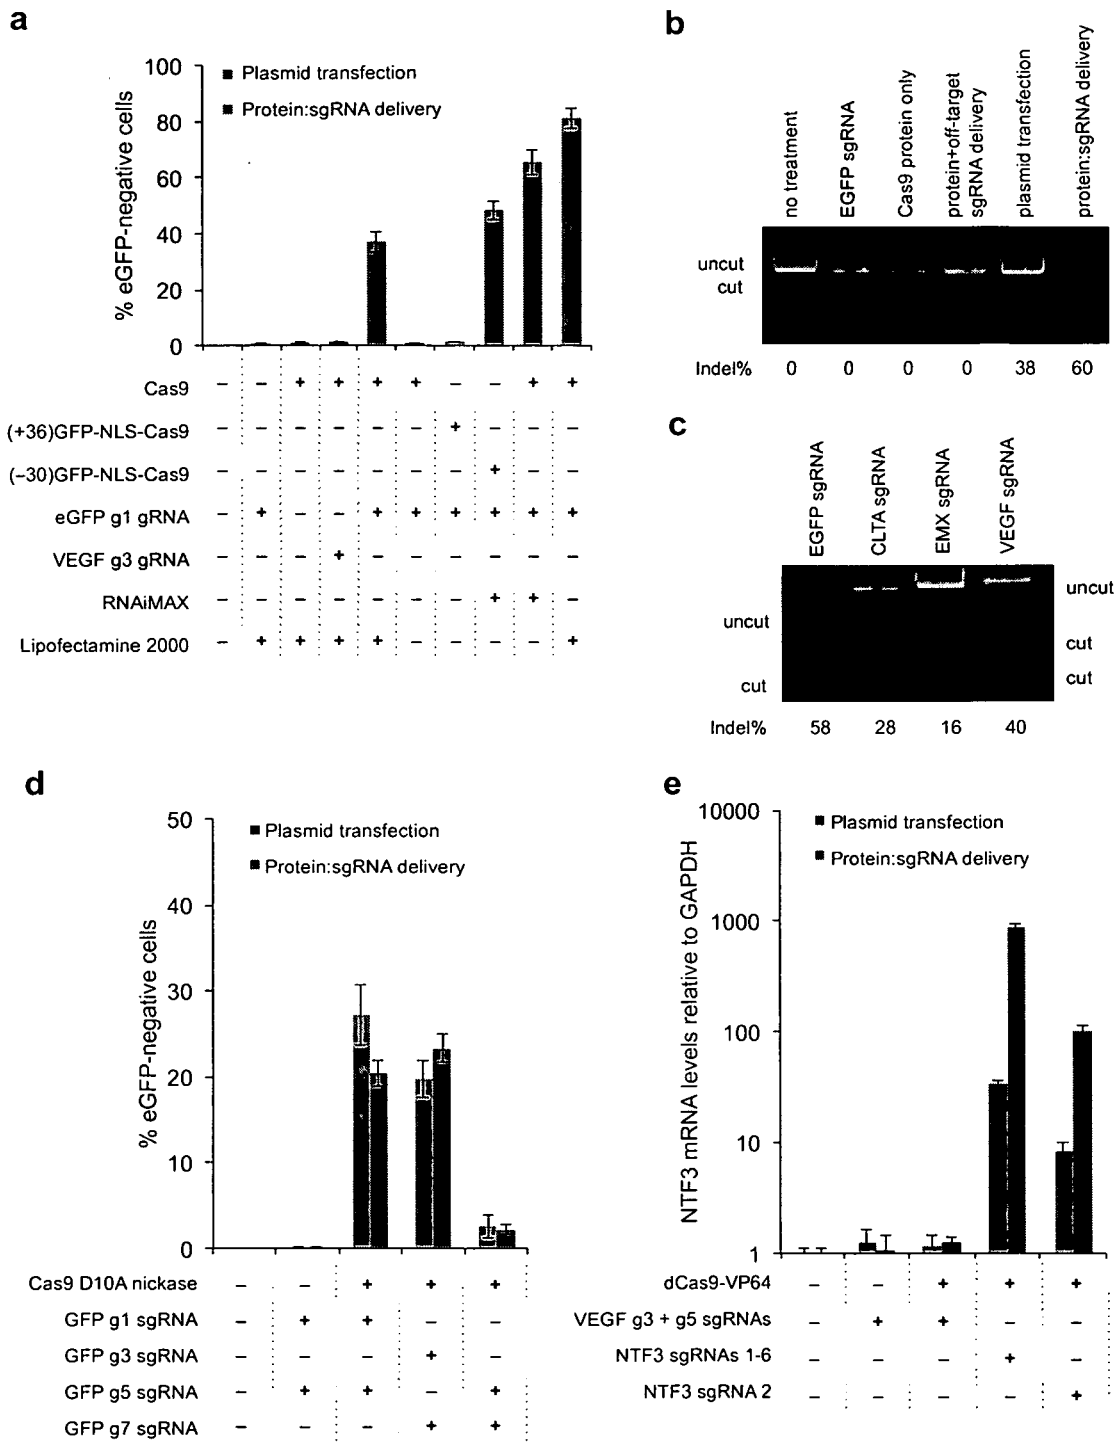 a
% eGFP-negative cells
100
80
60
40
20
0
Plasmid transfection
Protein:sgRNA delivery
Cas9 – – + + + + – – + +
(+36)GFP-NLS-Cas9 – – – – – – + – – –
(–30)GFP-NLS-Cas9 – – – – – – – + – –
eGFP g1 gRNA – + – – + + + + + +
VEGF g3 gRNA – – – + – – – – – –
RNAiMAX – – – – – – – + + –
Lipofectamine 2000 – + + + + – – – – +
b
no treatment
EGFP sgRNA
Cas9 protein only
protein+off-target
sgRNA delivery
plasmid transfection
protein:sgRNA delivery
uncut
cut
Indel% 0 0 0 0 38 60
c
EGFP sgRNA
CLTA sgRNA
EMX sgRNA
VEGF sgRNA
uncut
cut
uncut
cut
cut
Indel% 58 28 16 40
d
% eGFP-negative cells
50
40
30
20
10
0
Plasmid transfection
Protein:sgRNA delivery
Cas9 D10A nickase – – + + +
GFP g1 sgRNA – + + – –
GFP g3 sgRNA – – – + –
GFP g5 sgRNA – + + – +
GFP g7 sgRNA – – – + +
e
NTF3 mRNA levels relative to GAPDH
10000
1000
100
10
1
Plasmid transfection
Protein:sgRNA delivery
dCas9-VP64 – – + + +
VEGF g3 + g5 sgRNAs – + + – –
NTF3 sgRNAs 1-6 – – – + –
NTF3 sgRNA 2 – – – – +